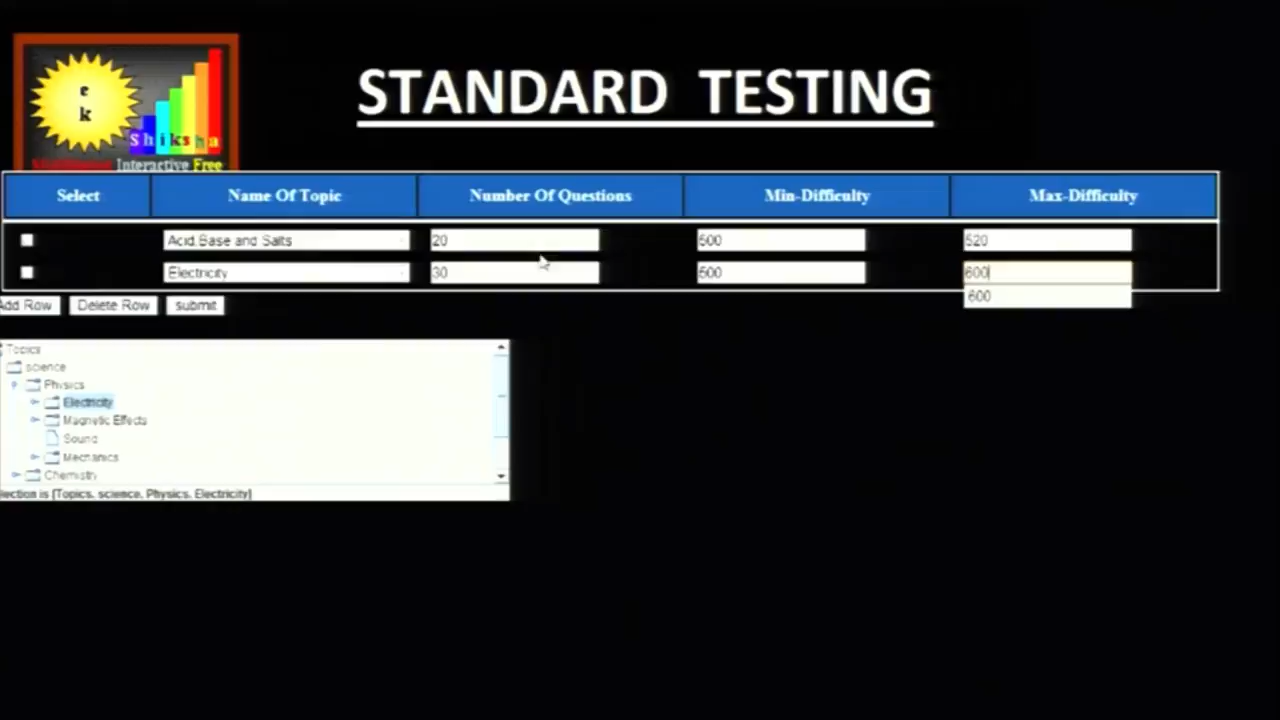 e
k
Shiksha
Interactive Free
STANDARD TESTING
Select Name Of Topic Number Of Questions Min-Difficulty Max-Difficulty
Acid,Base and Salts 20 500 520
Electricity 30 500 600
600
Add Row Delete Row submit
Topics
science
Physics
Electricity
Magnetic Effects
Sound
Mechanics
Chemistry
lection is [Topics, science, Physics, Electricity]